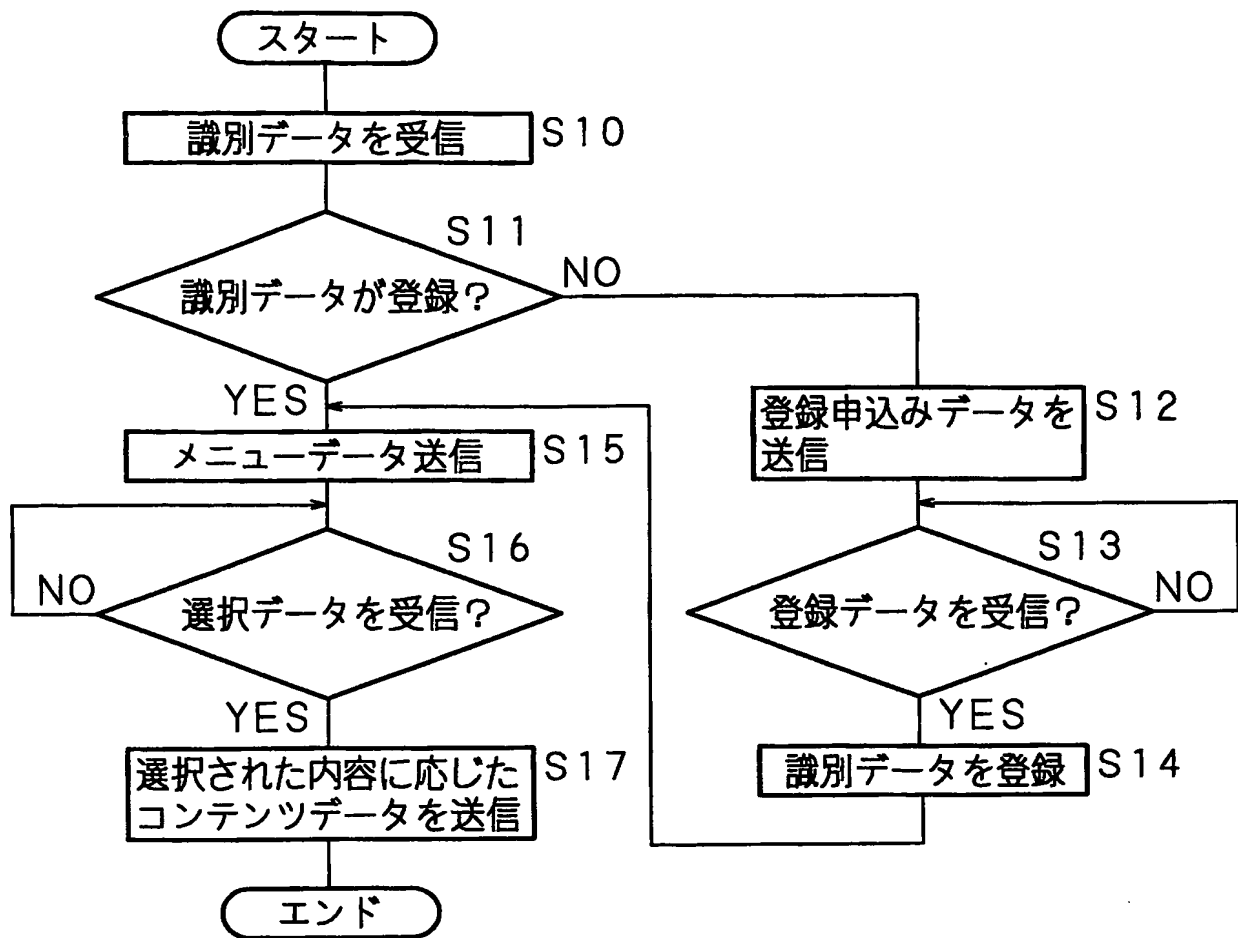 スタート
識別データを受信
S10
S11
識別データが登録?
NO
YES
登録申込みデータを
送信
S12
メニューデータ送信
S15
S13
登録データを受信?
NO
S16
選択データを受信?
NO
YES
YES
識別データを登録
S14
選択された内容に応じた
コンテンツデータを送信
S17
エンド